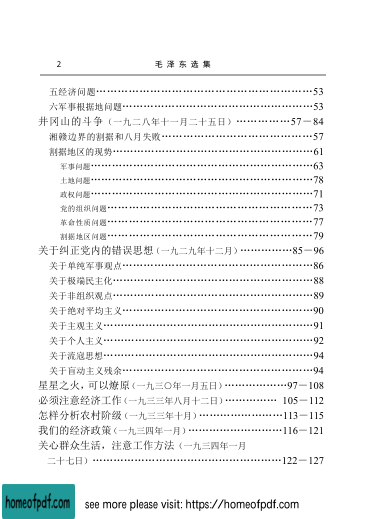 2 毛泽东选集
五经济问题…………………………………………………53
六军事根据地问题…………………………………………53
井冈山的斗争（一九二八年十一月二十五日）……………57－84
湘赣边界的割据和八月失败………………………………57
割据地区的现势……………………………………………61
军事问题……………………………………………………63
土地问题……………………………………………………78
政权问题……………………………………………………71
党的组织问题………………………………………………73
革命性质问题………………………………………………77
割据地区问题………………………………………………79
关于纠正党内的错误思想（一九二九年十二月）……………85－96
关于单纯军事观点…………………………………………86
关于极端民主化……………………………………………88
关于非组织观点……………………………………………89
关于绝对平均主义…………………………………………90
关于主观主义………………………………………………91
关于个人主义………………………………………………92
关于流寇思想………………………………………………94
关于盲动主义残余…………………………………………94
星星之火，可以燎原（一九三〇年一月五日）………………97－108
必须注意经济工作（一九三三年八月十二日）…………… 105－112
怎样分析农村阶级（一九三三年十月）……………………113－115
我们的经济政策（一九三四年一月）………………………116－121
关心群众生活，注意工作方法（一九三四年一月
二十七日）………………………………………………122－127
homeofpdf.com see more please visit: https://homeofpdf.com